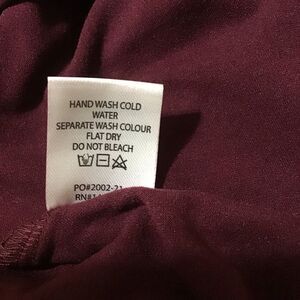 HAND WASH COLD
WATER
SEPARATE WASH COLOUR
FLAT DRY
DO NOT BLEACH
PO#2002-21